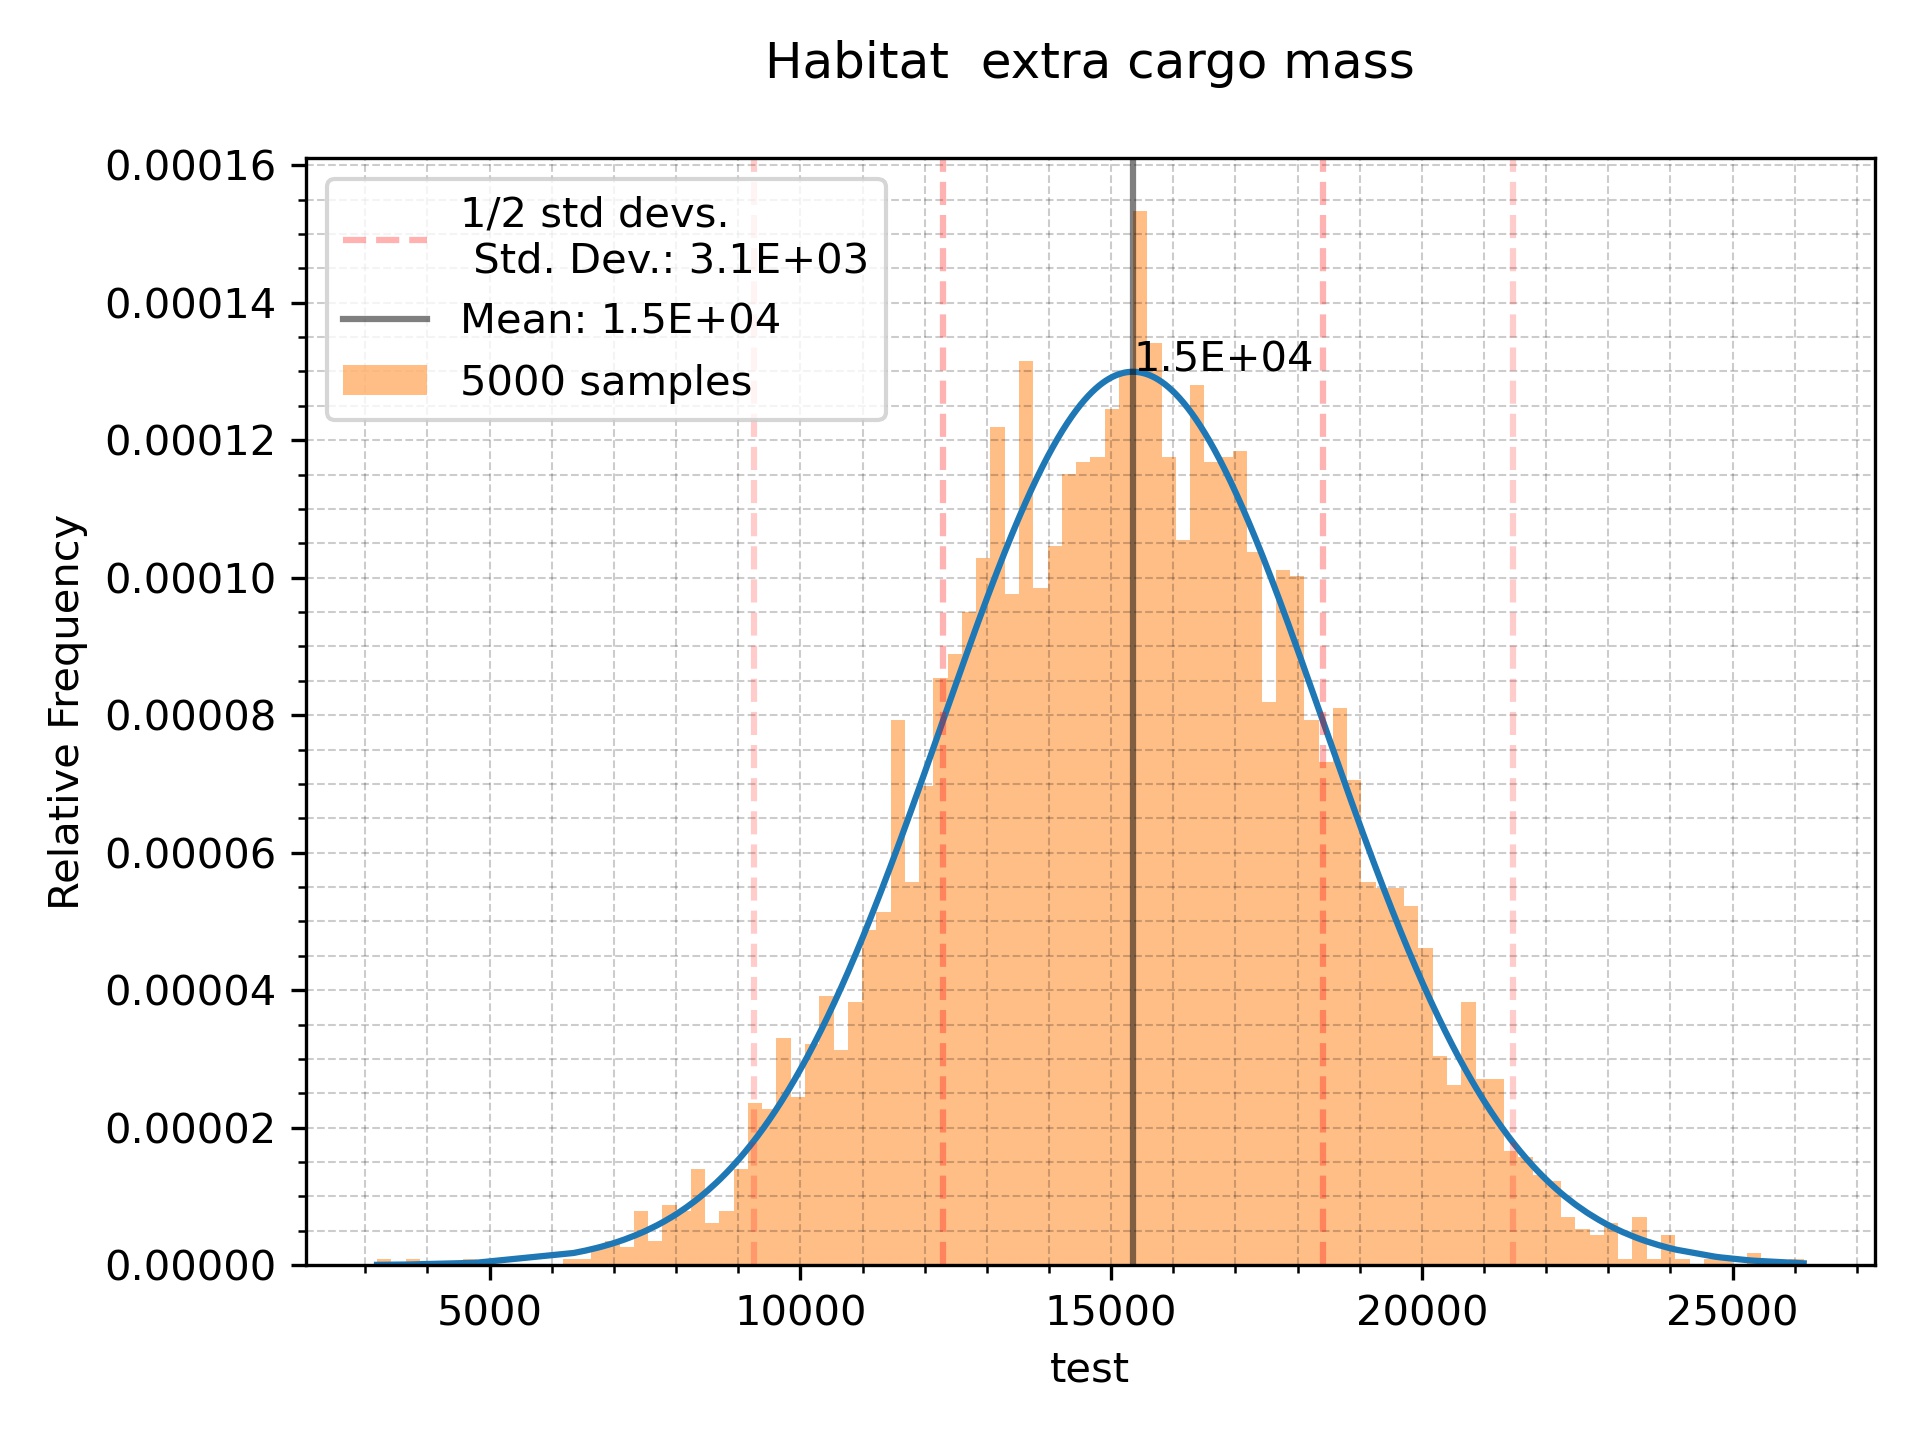 Habitat  extra cargo mass
0.00016
0.00014
0.00012
0.00010
0.00008
0.00006
0.00004
0.00002
0.00000
Relative Frequency
1/2 std devs.
Std. Dev.: 3.1E+03
Mean: 1.5E+04
5000 samples
1.5E+04
5000
10000
15000
20000
25000
test